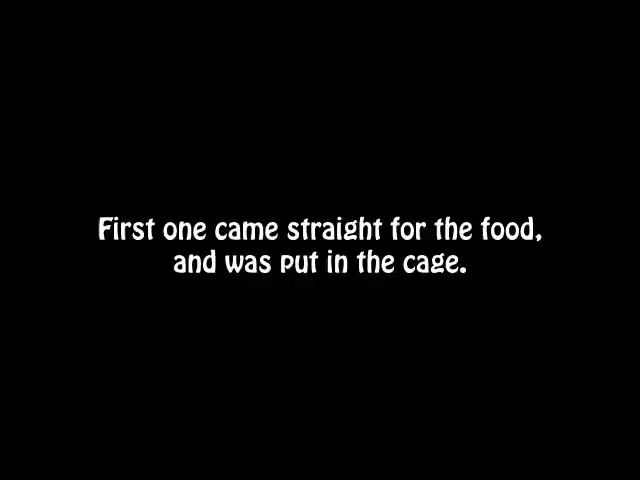 First one came straight for the food,
and was put in the cage.